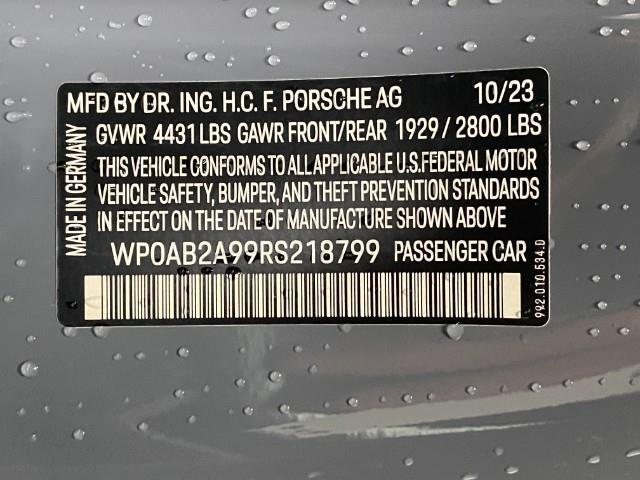 MFD BY DR. ING. H.C. F. PORSCHE AG 10/23
GVWR 4431 LBS GAWR FRONT/REAR 1929 / 2800 LBS
THIS VEHICLE CONFORMS TO ALL APPLICABLE U.S.FEDERAL MOTOR
VEHICLE SAFETY, BUMPER, AND THEFT PREVENTION STANDARDS
IN EFFECT ON THE DATE OF MANUFACTURE SHOWN ABOVE
WP0AB2A99RS218799 PASSENGER CAR
MADE IN GERMANY
992.010.534.D